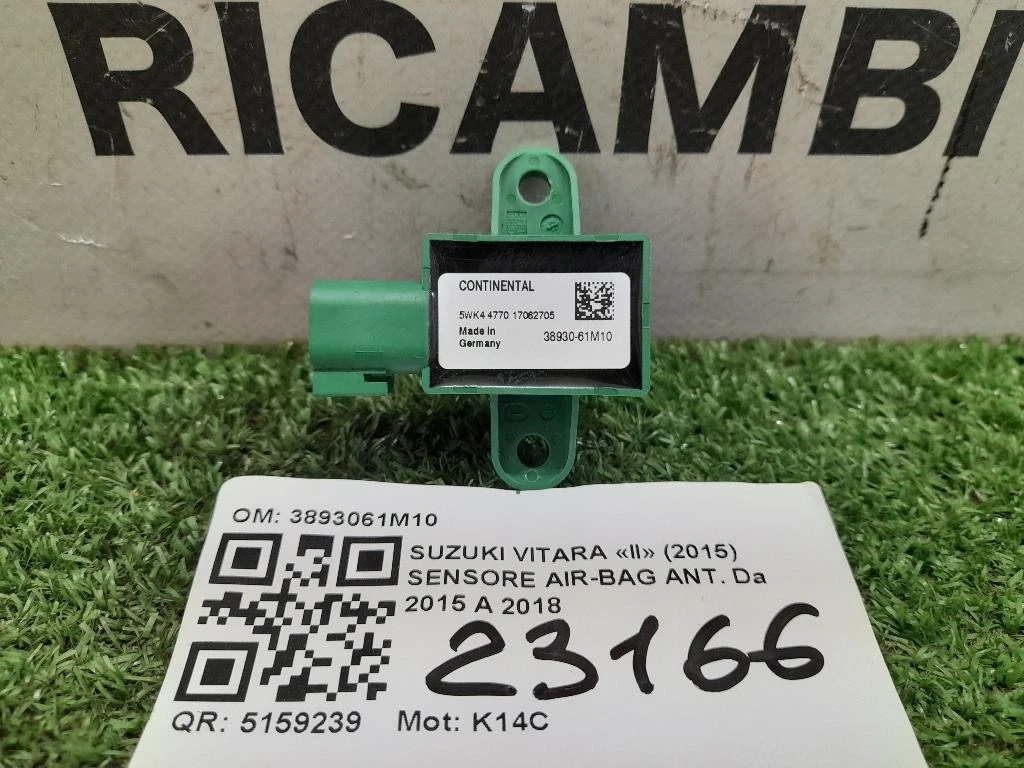 RICAMBI
CONTINENTAL
5WK4 4770 17062705
Made in
Germany
38930-61M10
OM: 3893061M10
SUZUKI VITARA «II» (2015)
SENSORE AIR-BAG ANT. Da
2015 A 2018
23166
QR: 5159239 Mot: K14C